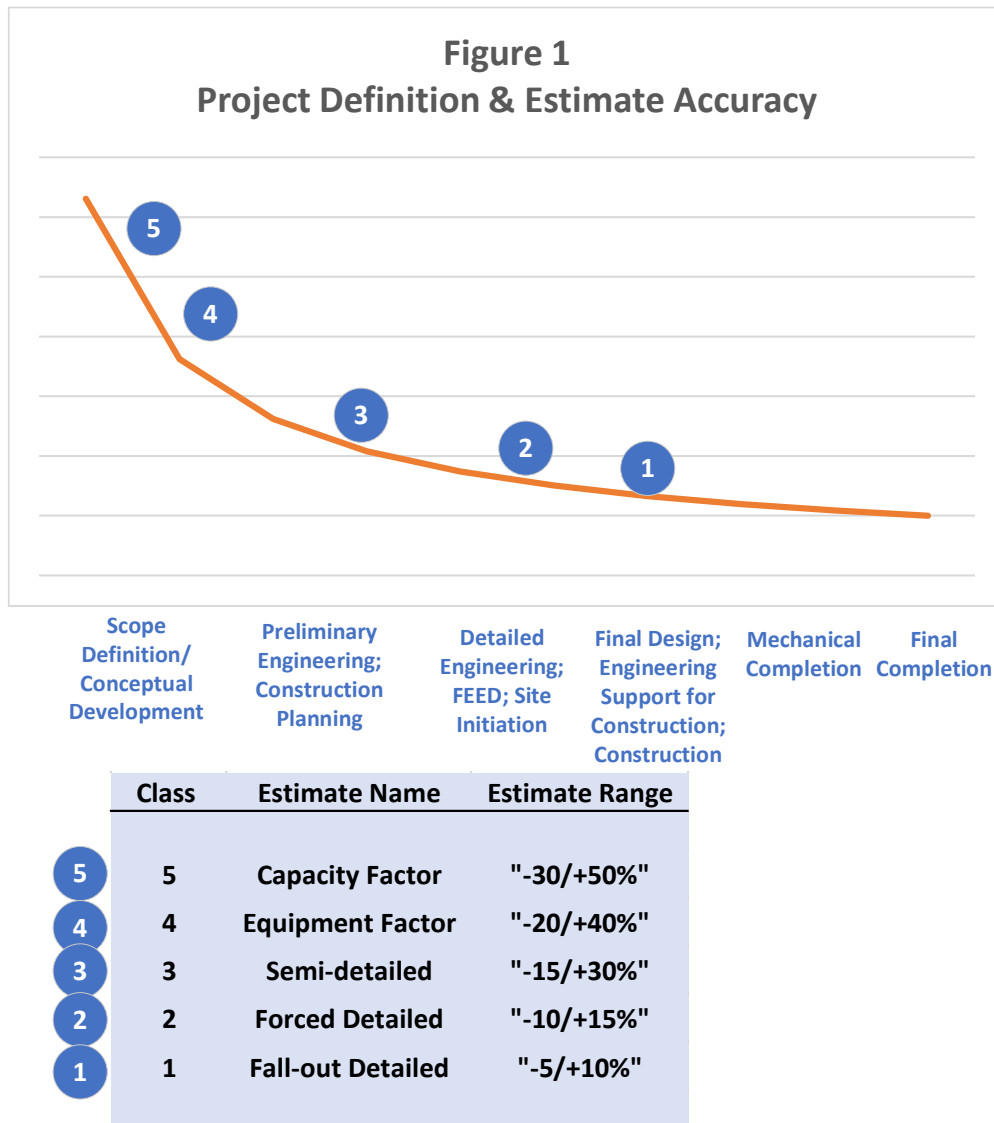 Figure 1
Project Definition & Estimate Accuracy
5
4
3
2
1
Scope
Definition/
Conceptual
Development
Preliminary
Engineering;
Construction
Planning
Detailed
Engineering;
FEED; Site
Initiation
Final Design;
Engineering
Support for
Construction;
Construction
Mechanical
Completion
Final
Completion
Class Estimate Name Estimate Range
5 5 Capacity Factor "-30/+50%"
4 4 Equipment Factor "-20/+40%"
3 3 Semi-detailed "-15/+30%"
2 2 Forced Detailed "-10/+15%"
1 1 Fall-out Detailed "-5/+10%"